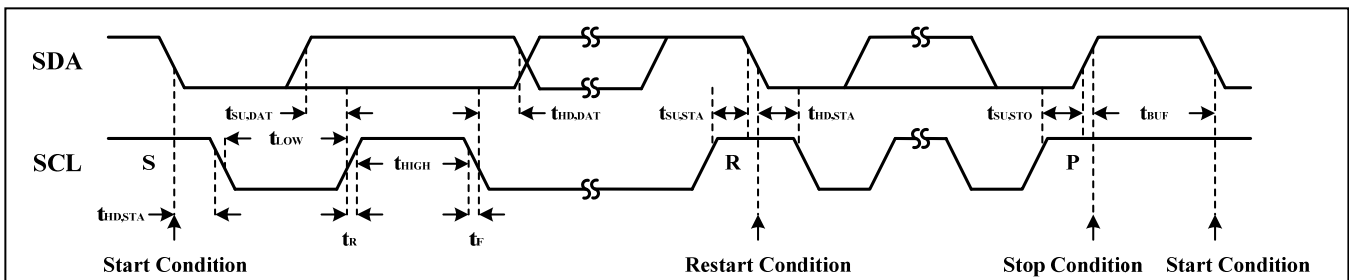 SDA
tSU,DAT
tHD,DAT
tSU,STA
tHD,STA
tSU,STO
tBUF
tLOW
SCL
S
tHIGH
R
P
tHD,STA
tR
tF
Start Condition
Restart Condition
Stop Condition
Start Condition